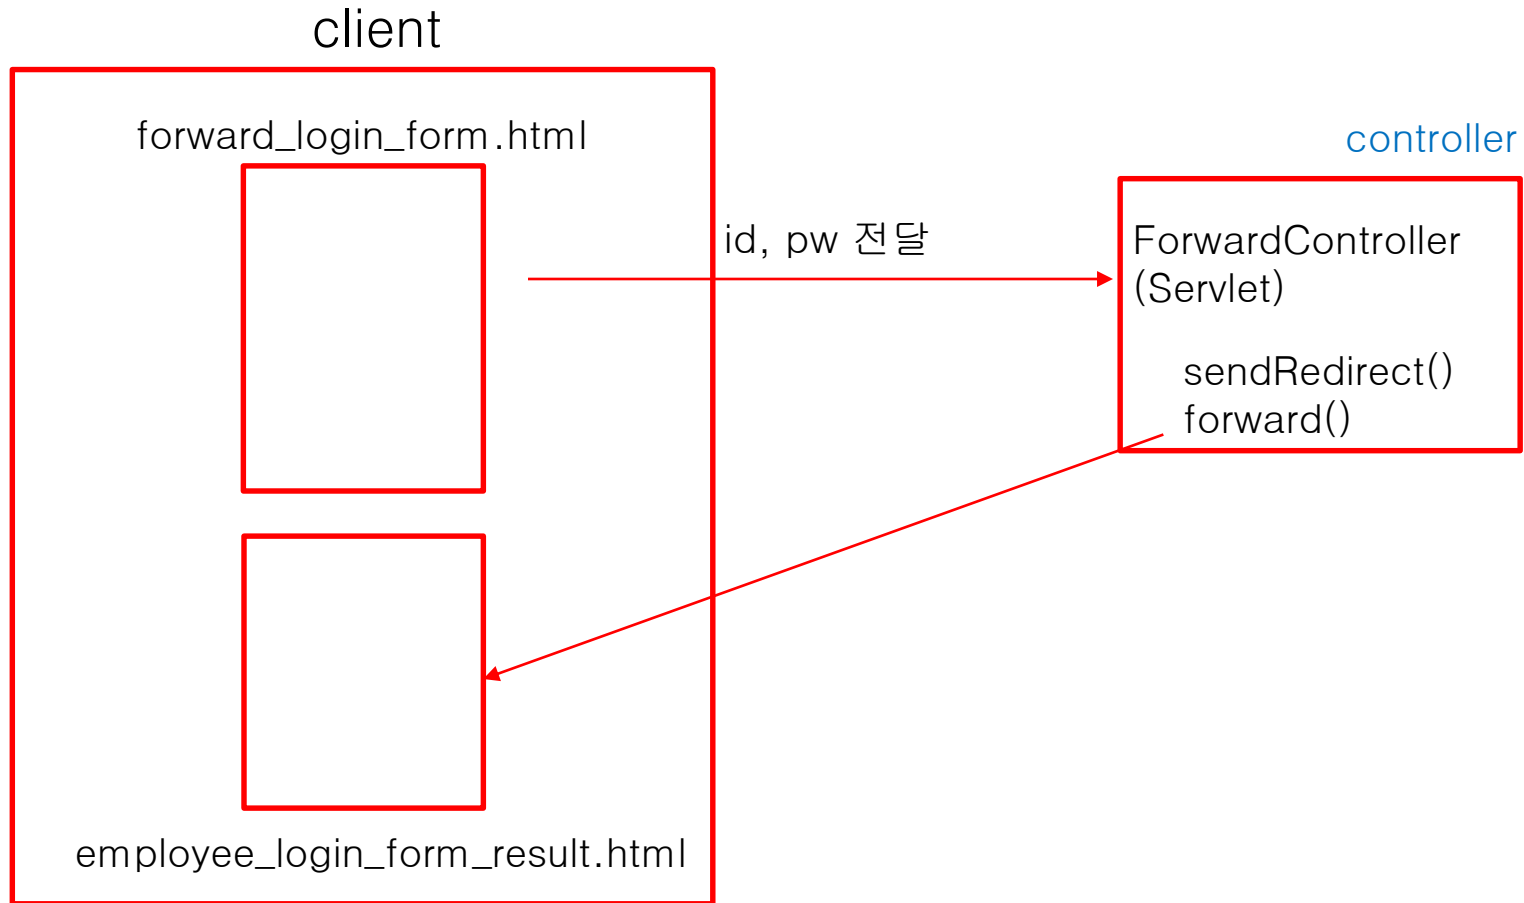 client
forward_login_form.html
controller
id, pw 전달
ForwardController
(Servlet)
sendRedirect()
forward()
employee_login_form_result.html